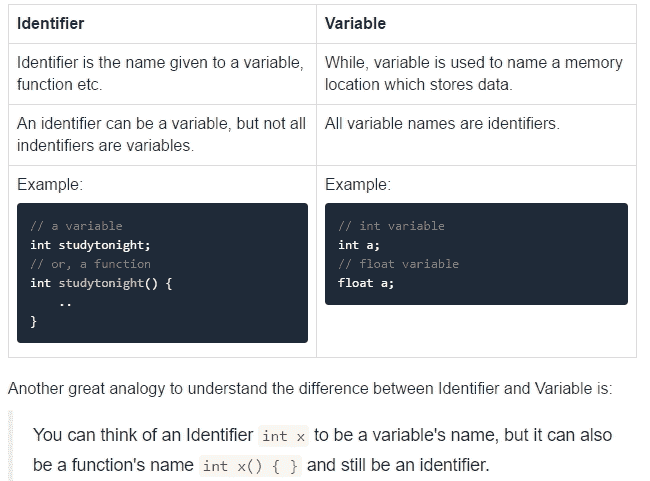 Identifier
Variable
Identifier is the name given to a variable,
function etc.
While, variable is used to name a memory
location which stores data.
An identifier can be a variable, but not all
indentifiers are variables.
All variable names are identifiers.
Example:
// a variable
int studytonight;
// or, a function
int studytonight() {
..
}
Example:
// int variable
int a;
// float variable
float a;
Another great analogy to understand the difference between Identifier and Variable is:
You can think of an Identifier int x to be a variable's name, but it can also
be a function's name int x() { } and still be an identifier.